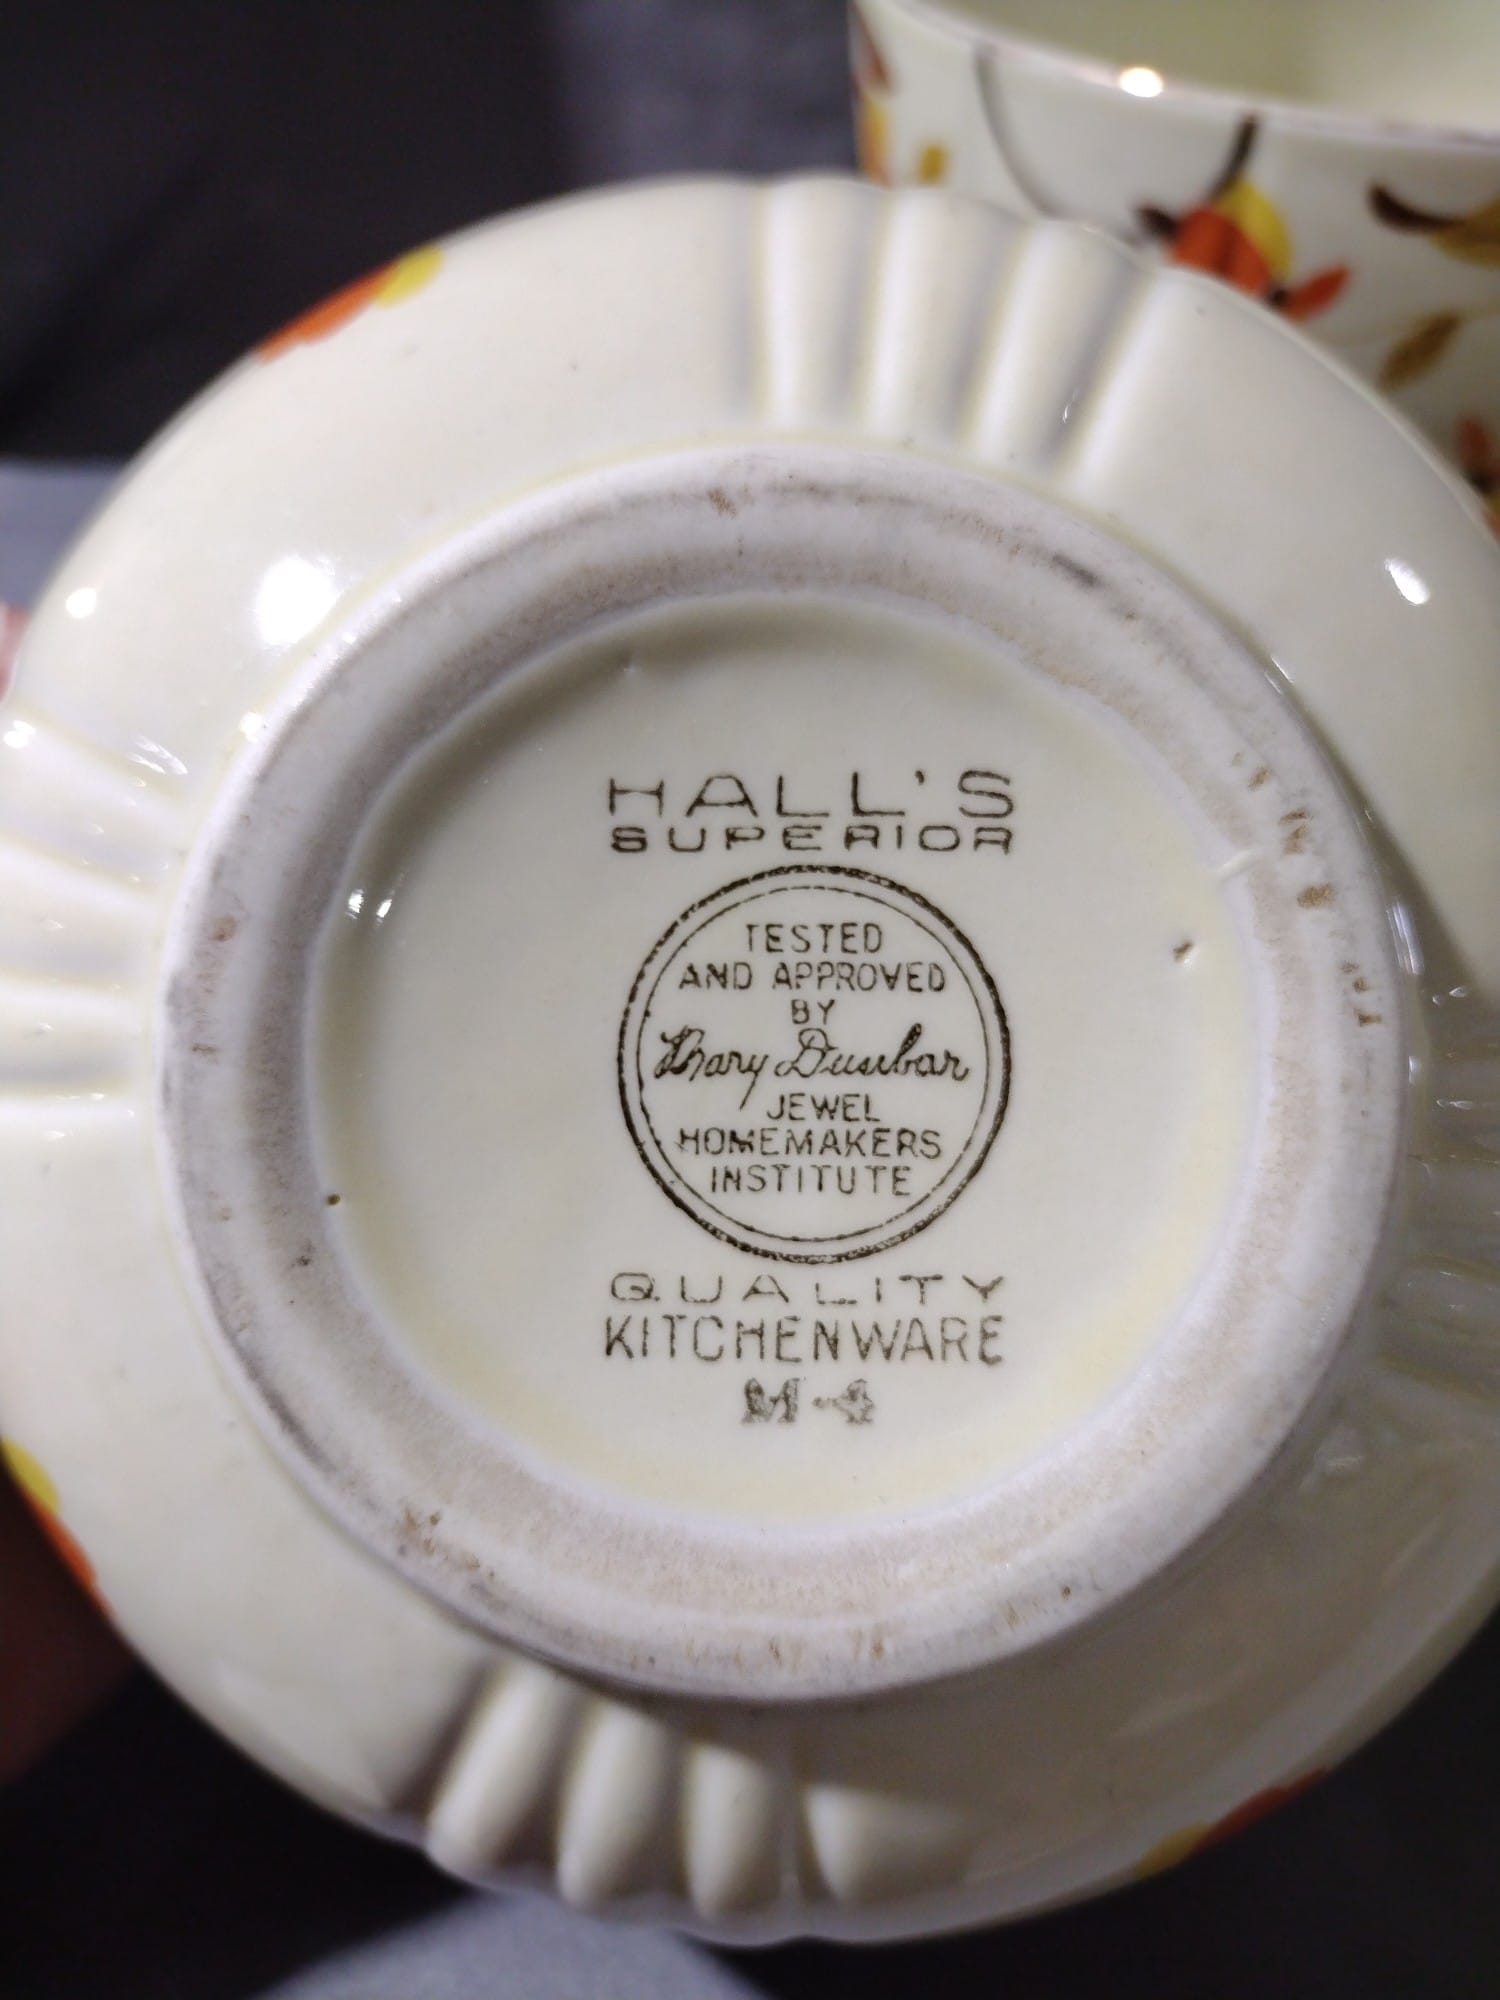 HALL'S
SUPERIOR
TESTED
AND APPROVED
BY
Mary Dunbar
JEWEL
HOMEMAKERS
INSTITUTE
QUALITY
KITCHENWARE
M-4